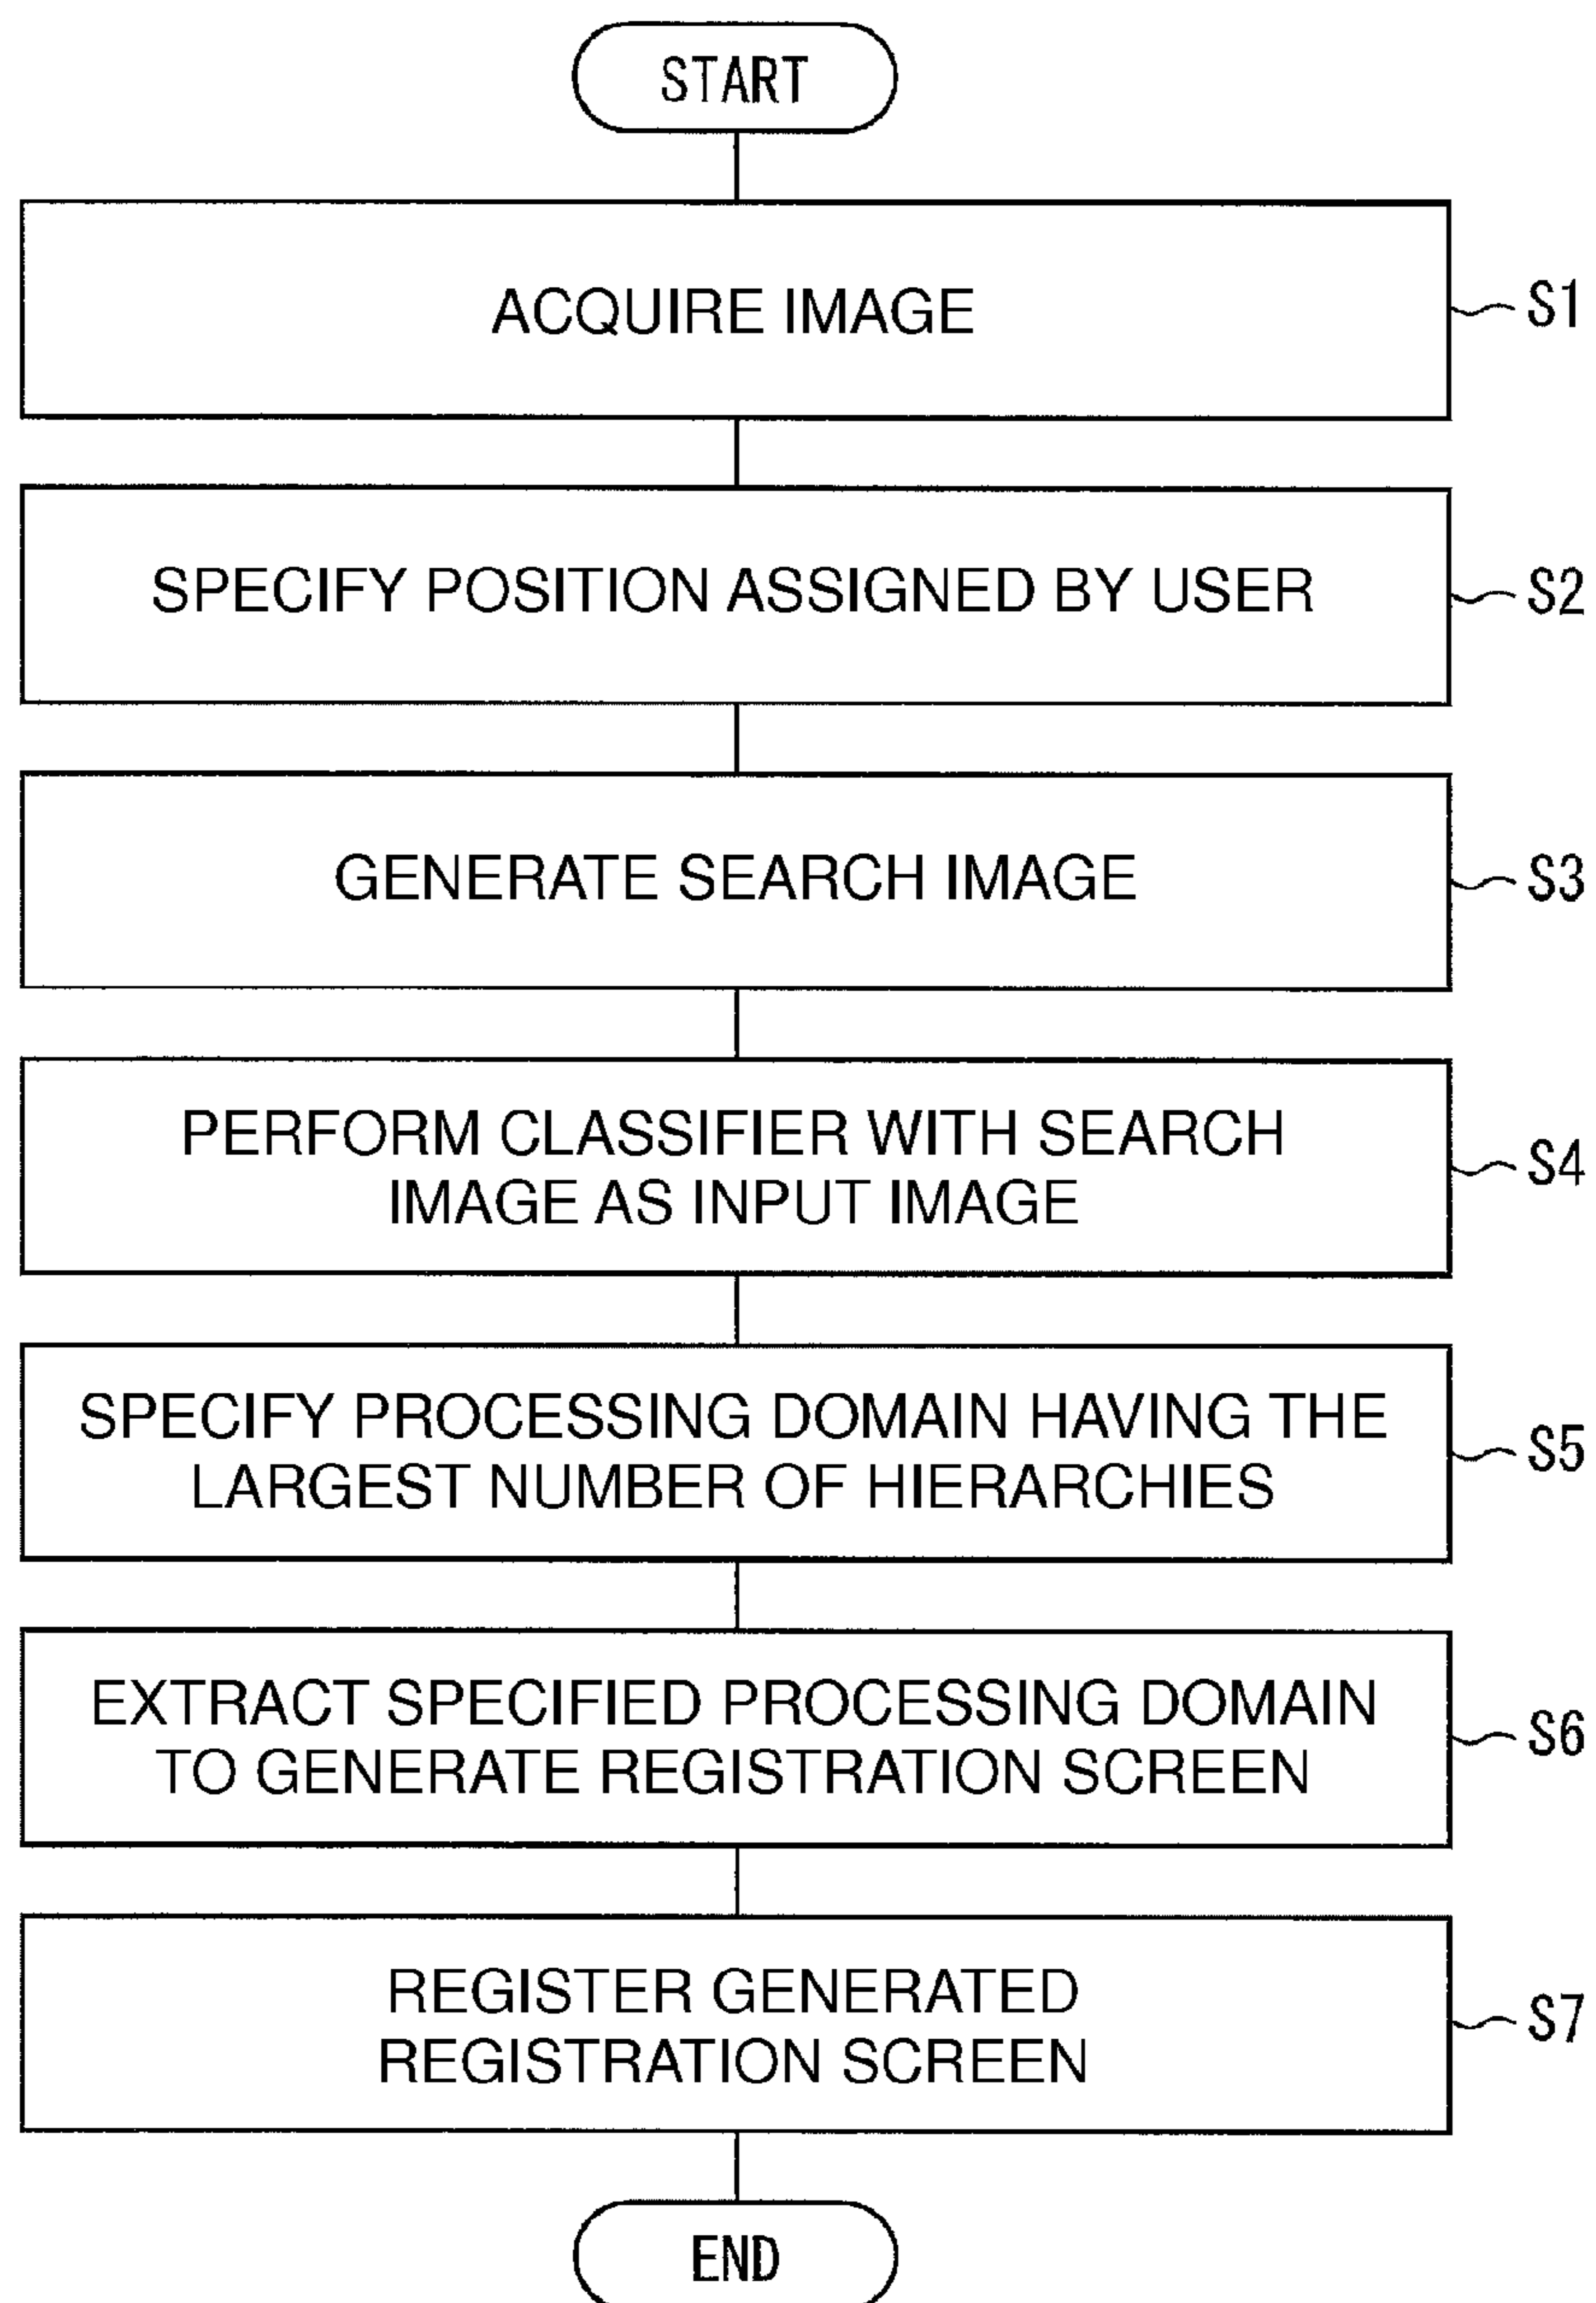 START
ACQUIRE IMAGE
S1
SPECIFY POSITION ASSIGNED BY USER
S2
GENERATE SEARCH IMAGE
S3
PERFORM CLASSIFIER WITH SEARCH
IMAGE AS INPUT IMAGE
S4
SPECIFY PROCESSING DOMAIN HAVING THE
LARGEST NUMBER OF HIERARCHIES
S5
EXTRACT SPECIFIED PROCESSING DOMAIN
TO GENERATE REGISTRATION SCREEN
S6
REGISTER GENERATED
REGISTRATION SCREEN
S7
END